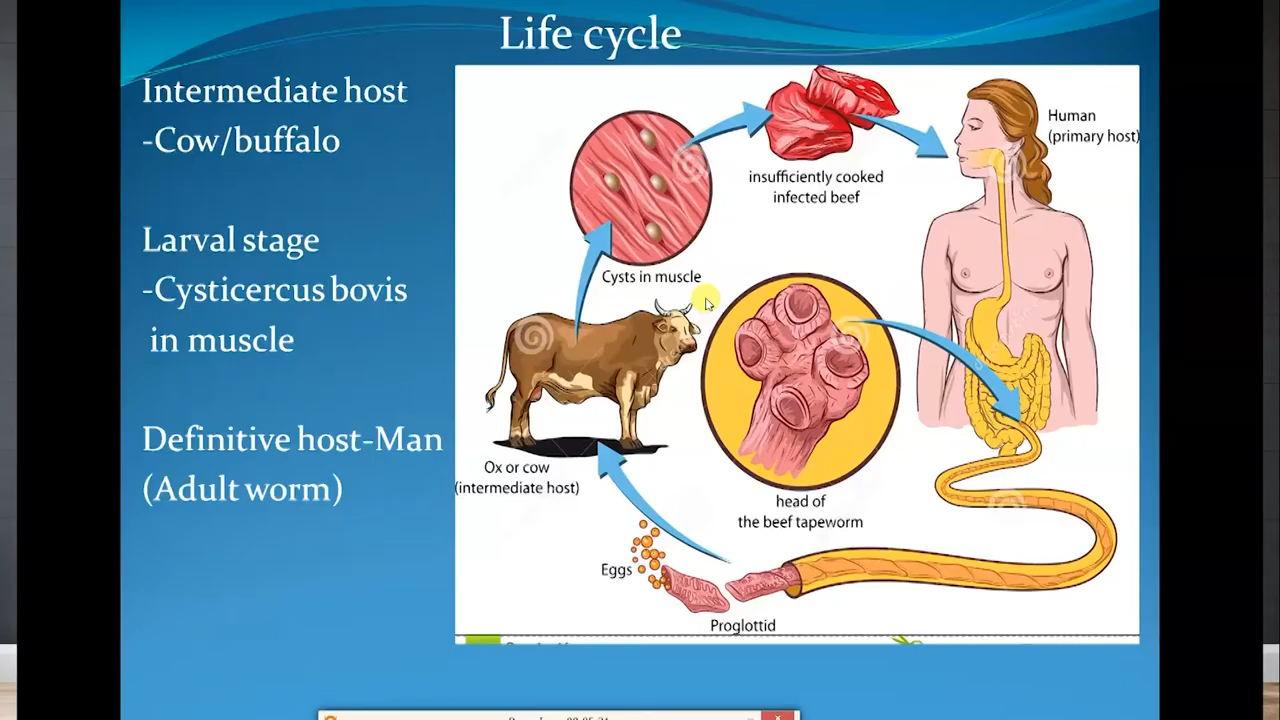 Life cycle
Intermediate host
-Cow/buffalo
Larval stage
-Cysticercus bovis
in muscle
Definitive host-Man
(Adult worm)
Human
(primary host)
insufficiently cooked
infected beef
Cysts in muscle
Ox or cow
(intermediate host)
head of
the beef tapeworm
Eggs
Proglottid